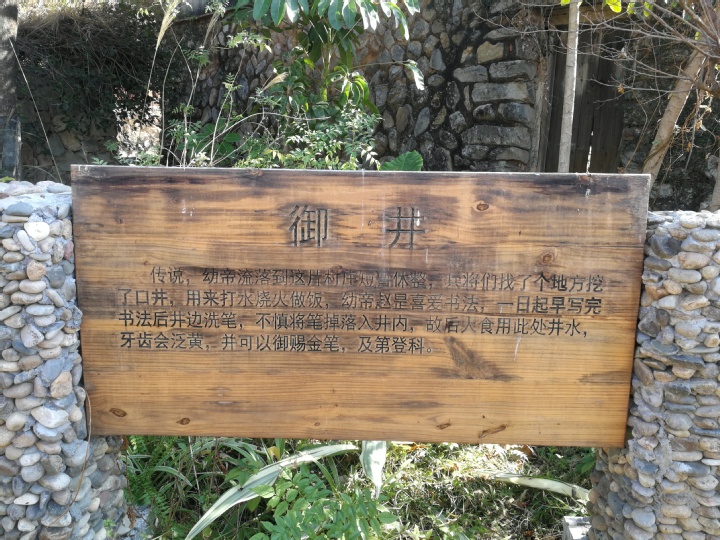 御井
传说,幼帝流落到这片村庄短暂休整,兵将们找了个地方挖
了口井,用来打水烧火做饭,幼帝赵是喜爱书法,一日起早写完
书法后井边洗笔,不慎将笔掉落入井内,故后人食用此处井水,
牙齿会泛黄,并可以御赐金笔,及第登科。